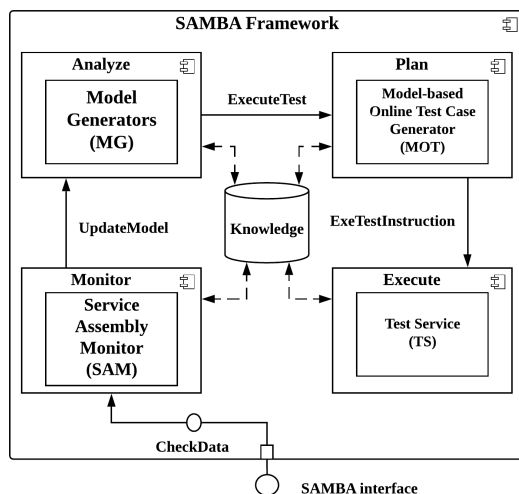 SAMBA Framework
Analyze
Model
Generators
(MG)
ExecuteTest
Plan
Model-based
Online Test Case
Generator
(MOT)
UpdateModel
Knowledge
ExeTestInstruction
Monitor
Service
Assembly
Monitor
(SAM)
Execute
Test Service
(TS)
CheckData
SAMBA interface